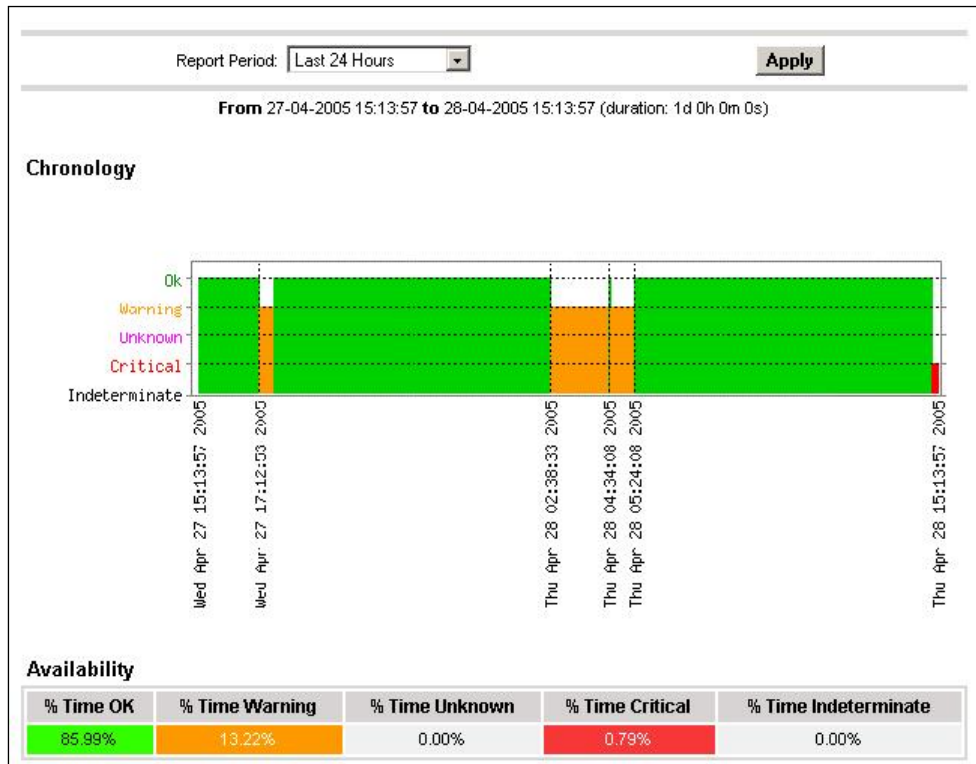 Report Period: Last 24 Hours Apply
From 27-04-2005 15:13:57 to 28-04-2005 15:13:57 (duration: 1d 0h 0m 0s)
Chronology
Ok
Warning
Unknown
Critical
Indeterminate
Wed Apr 27 15:13:57 2005
Wed Apr 27 17:12:53 2005
Thu Apr 28 02:38:33 2005
Thu Apr 28 04:34:08 2005
Thu Apr 28 05:24:08 2005
Thu Apr 28 15:13:57 2005
Availability
% Time OK % Time Warning % Time Unknown % Time Critical % Time Indeterminate
85.99% 13.22% 0.00% 0.79% 0.00%